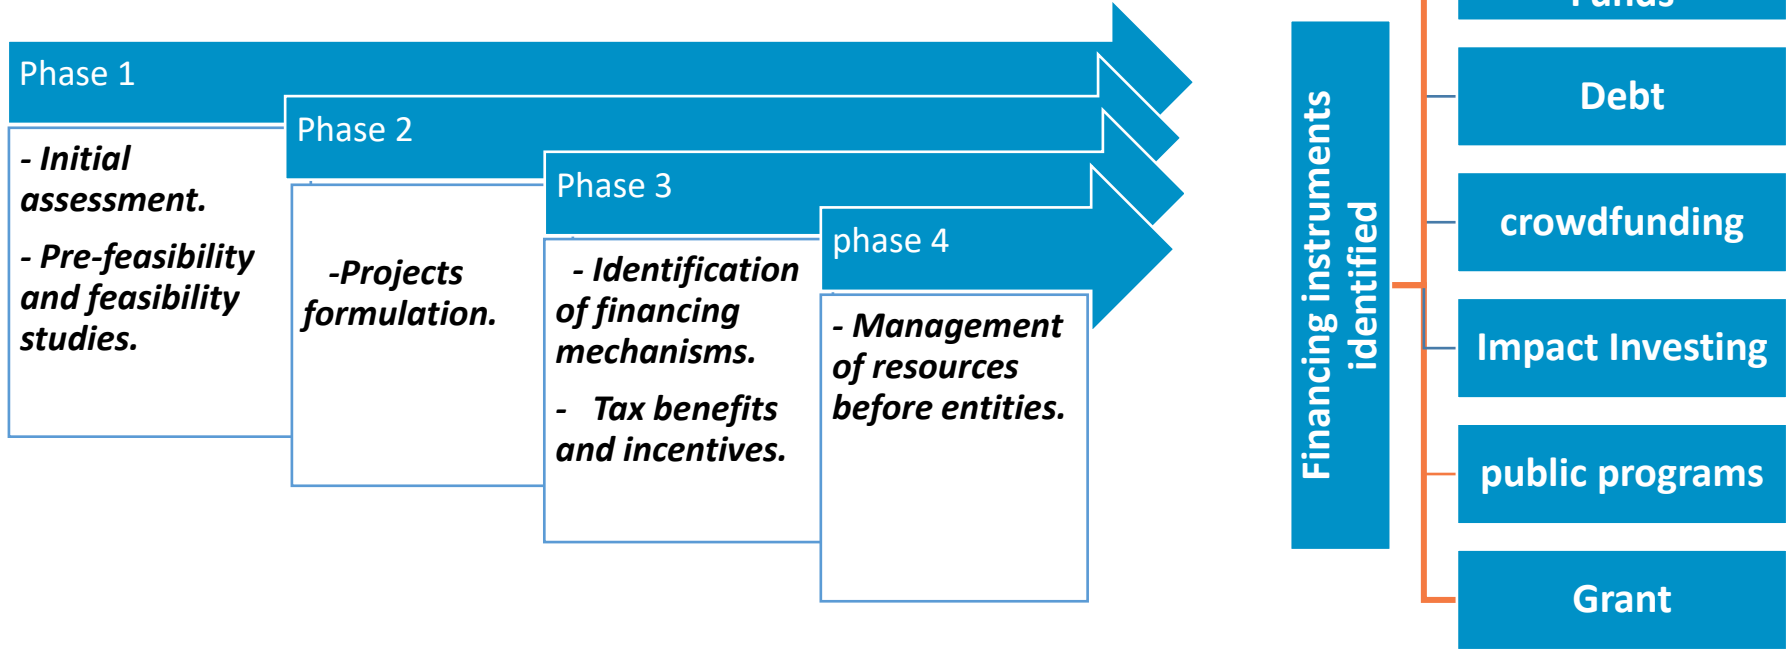 Phase 1
- Initial
assessment.
- Pre-feasibility
and feasibility
studies.
Phase 2
-Projects
formulation.
Phase 3
- Identification
of financing
mechanisms.
- Tax benefits
and incentives.
phase 4
- Management
of resources
before entities.
Financing instruments
identified
Debt
crowdfunding
Impact Investing
public programs
Grant